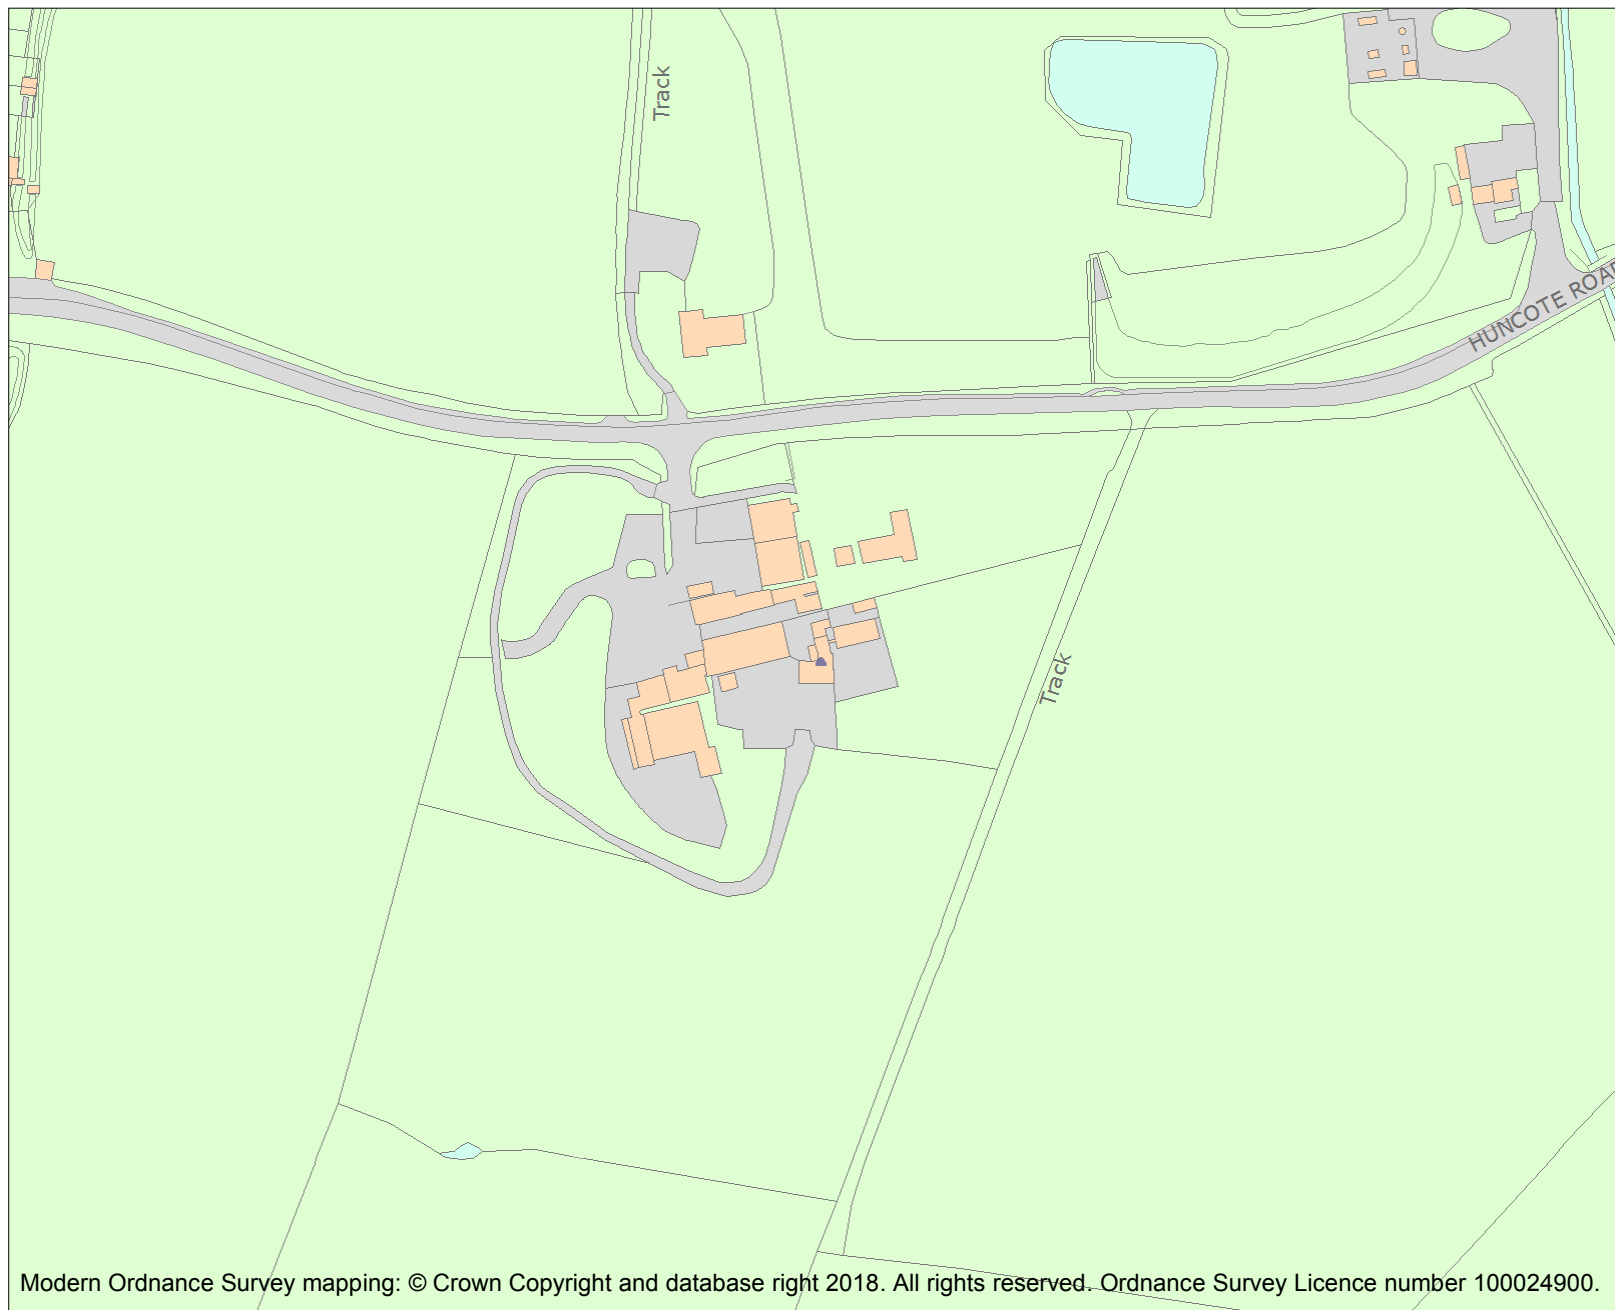 Track
HUNCOTE ROAD
Track
Modern Ordnance Survey mapping: © Crown Copyright and database right 2018. All rights reserved. Ordnance Survey Licence number 100024900.